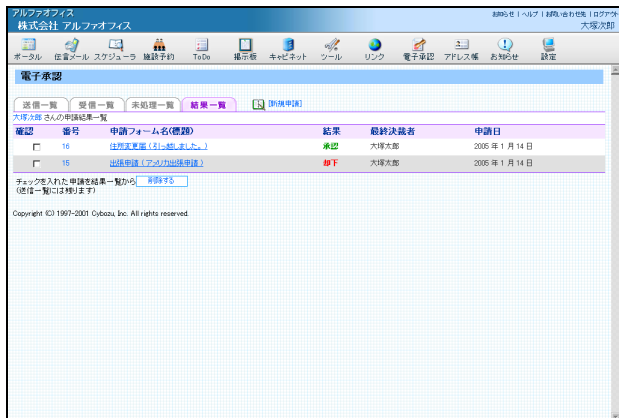 アルファオフィス
お知らせ | ヘルプ | お問い合わせ先 | ログアウト
株式会社 アルファオフィス
大塚次郎
ポータル 伝言メール スケジューラ 施設予約 ToDo 掲示板 キャビネット ツール リンク 電子承認 アドレス帳 お知らせ 設定
電子承認
送信一覧 受信一覧 未処理一覧 結果一覧 [新規申請]
大塚次郎 さんの申請結果一覧
確認 番号 申請フォーム名(標題) 結果 最終決裁者 申請日
16 住所変更届 ( 引っ越しました。 ) 承認 大塚太郎 2005 年 1 月 14 日
15 出張申請 ( アメリカ出張申請 ) 却下 大塚太郎 2005 年 1 月 14 日
チェックを入れた申請を結果一覧から 削除する
(送信一覧には残ります)
Copyright (C) 1997-2001 Cybozu, Inc. All rights reserved.